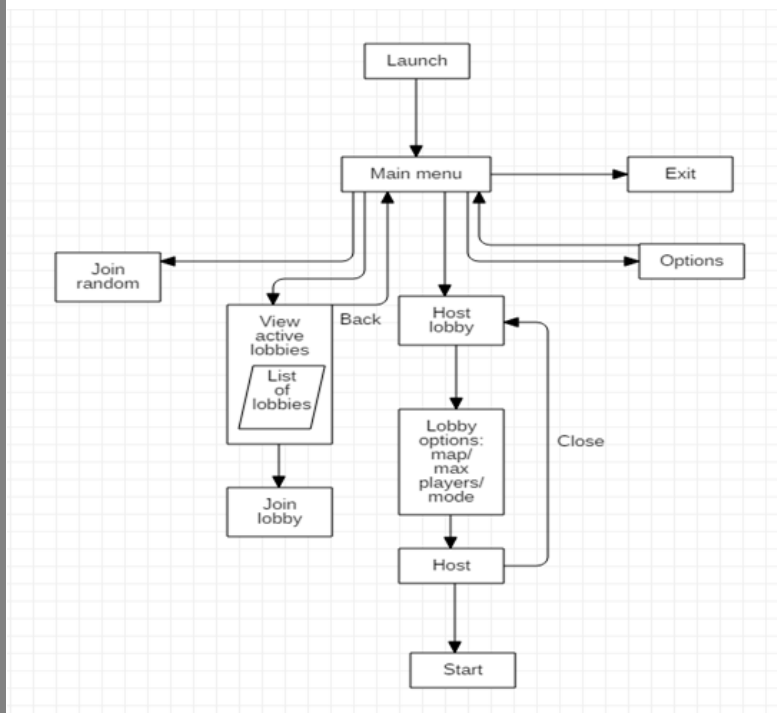 Launch
Main menu
Exit
Join
random
Options
View
active
lobbies
Back
Host
lobby
List
of
lobbies
Lobby
options:
map/
max
players/
mode
Close
Join
lobby
Host
Start